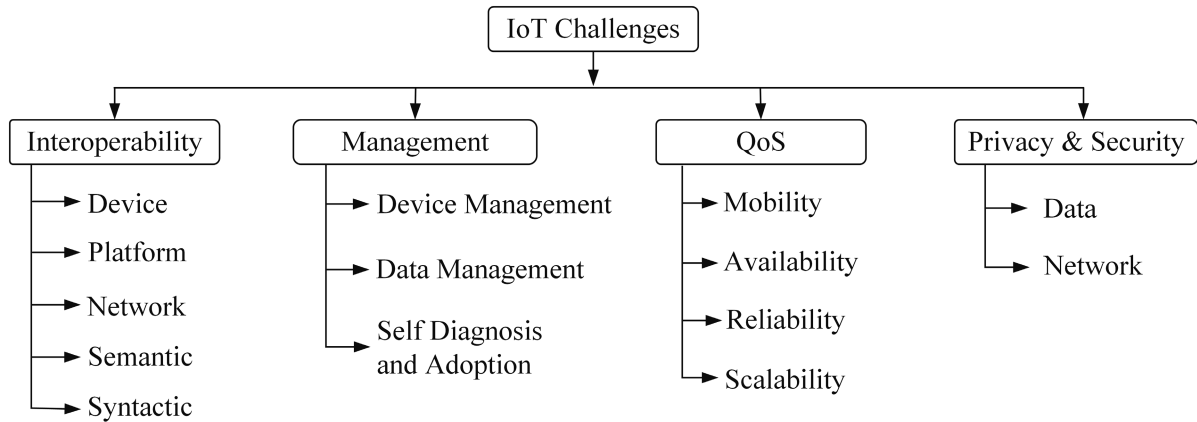 IoT Challenges
Interoperability
Device
Platform
Network
Semantic
Syntactic
Management
Device Management
Data Management
Self Diagnosis
and Adoption
QoS
Mobility
Availability
Reliability
Scalability
Privacy & Security
Data
Network